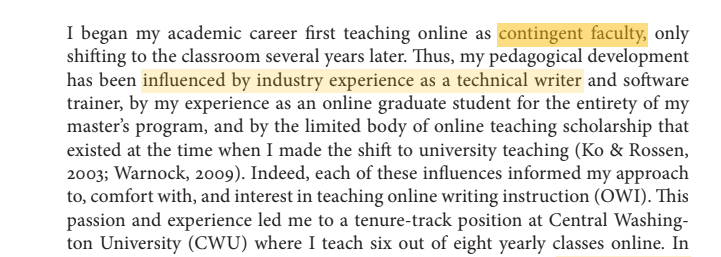 I began my academic career first teaching online as contingent faculty, only
shifting to the classroom several years later. Thus, my pedagogical development
has been influenced by industry experience as a technical writer and software
trainer, by my experience as an online graduate student for the entirety of my
master's program, and by the limited body of online teaching scholarship that
existed at the time when I made the shift to university teaching (Ko & Rossen,
2003; Warnock, 2009). Indeed, each of these influences informed my approach
to, comfort with, and interest in teaching online writing instruction (OWI). This
passion and experience led me to a tenure-track position at Central Washing-
ton University (CWU) where I teach six out of eight yearly classes online. In